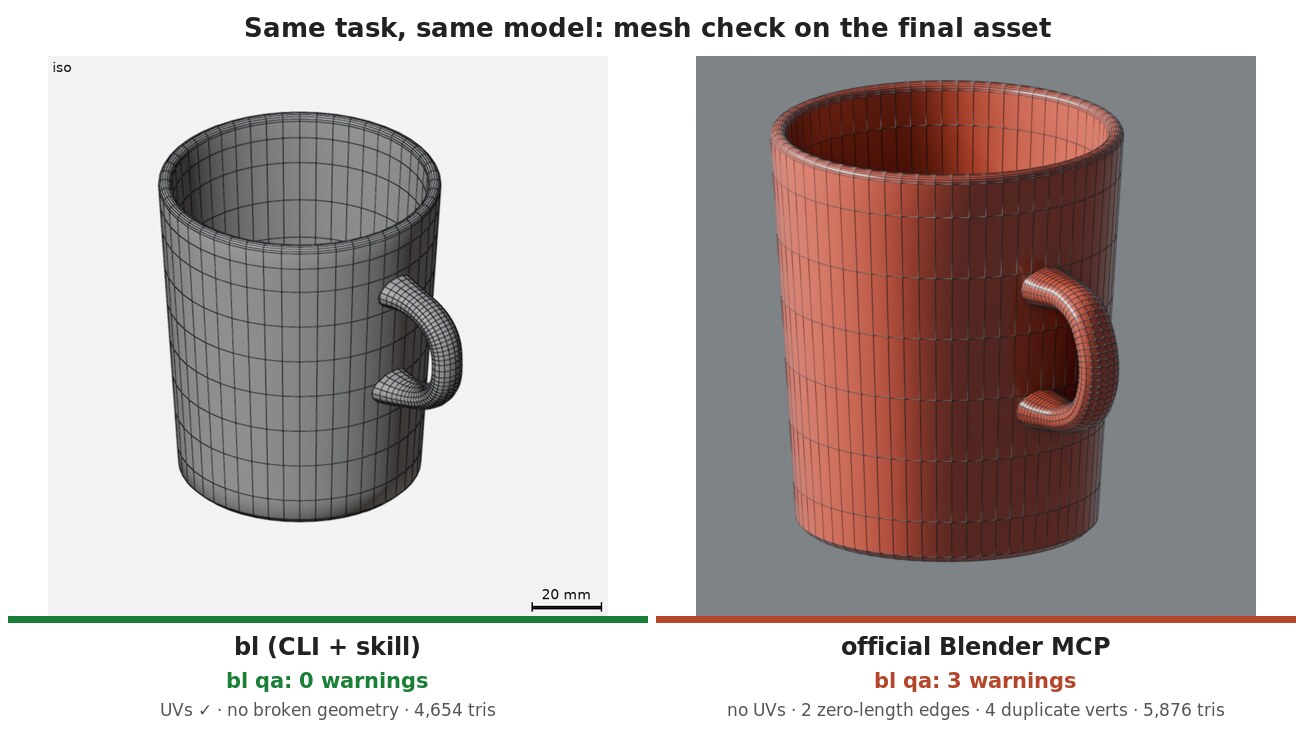 Same task, same model: mesh check on the final asset
iso
20 mm
bl (CLI + skill)
bl qa: 0 warnings
UVs ✓ · no broken geometry · 4,654 tris
official Blender MCP
bl qa: 3 warnings
no UVs · 2 zero-length edges · 4 duplicate verts · 5,876 tris